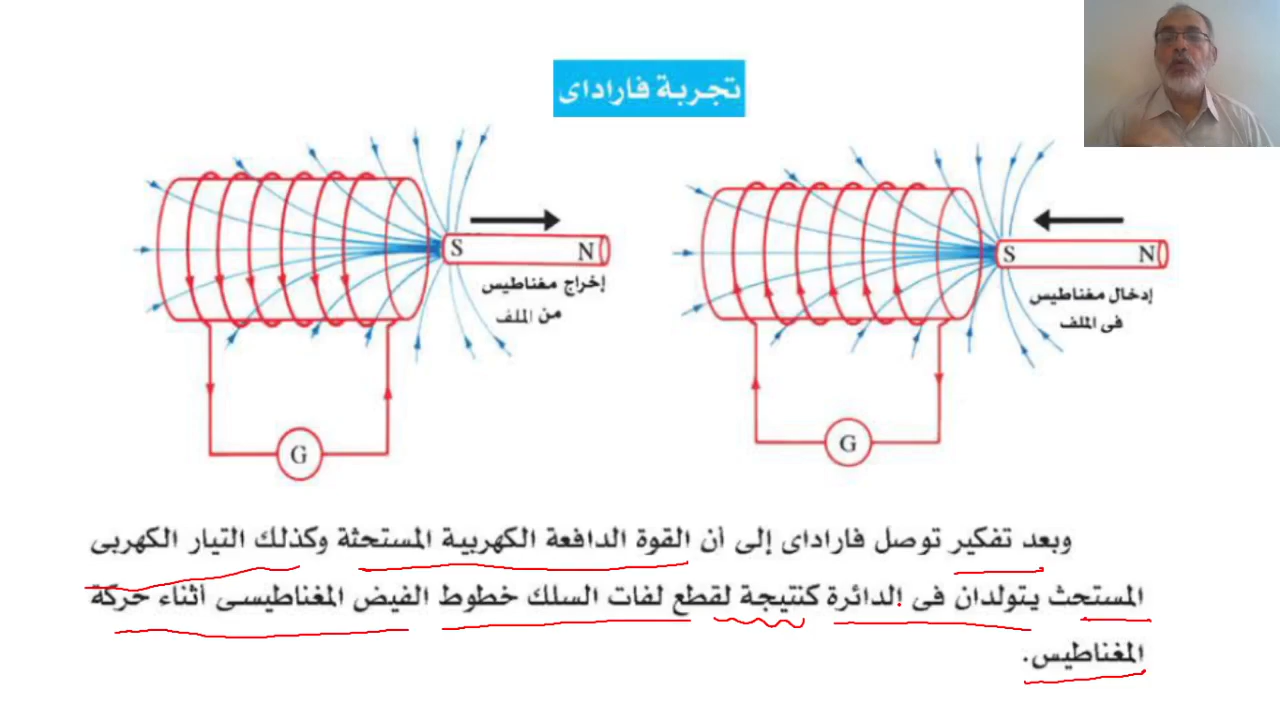 تجربة فاراداى
S N
إدخال مغناطيس
فى الملف
G
S N
إخراج مغناطيس
من الملف
G
وبعد تفكير توصل فاراداى إلى أن القوة الدافعة الكهربية المستحثة وكذلك التيار الكهربى
المستحث يتولدان فى الدائرة كنتيجة لقطع لفات السلك خطوط الفيض المغناطيسى أثناء حركة
المغناطيس.